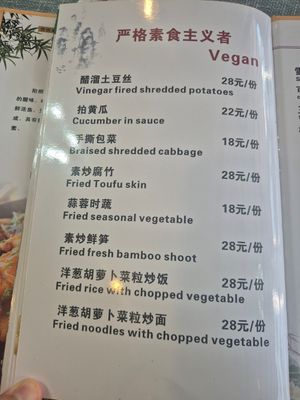 严格素食主义者
Vegan
醋溜土豆丝 28元/份
Vinegar fired shredded potatoes
拍黄瓜 22元/份
Cucumber in sauce
手撕包菜 18元/份
Braised shredded cabbage
素炒腐竹 28元/份
Fried Toufu skin
蒜蓉时蔬 18元/份
Fried seasonal vegetable
素炒鲜笋 28元/份
Fried fresh bamboo shoot
洋葱胡萝卜菜粒炒饭 28元/份
Fried rice with chopped vegetable
洋葱胡萝卜菜粒炒面 28元/份
Fried noodles with chopped vegetable